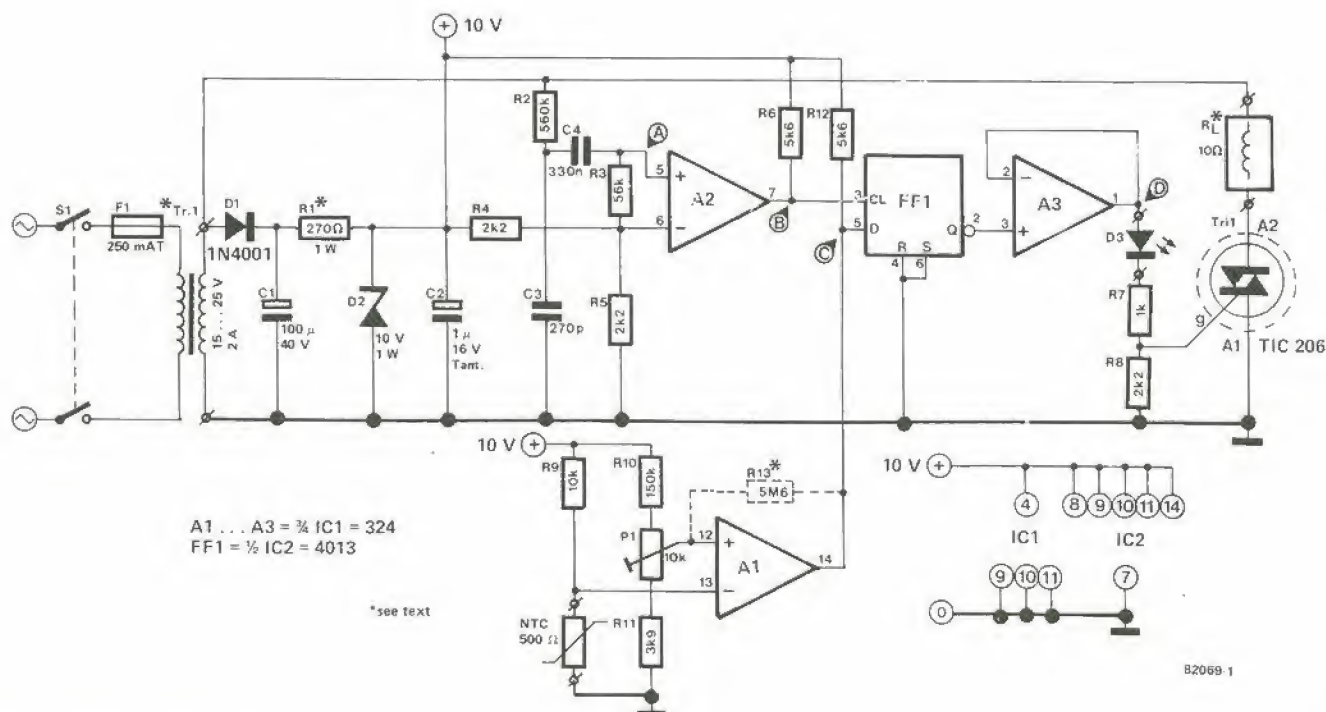 10 V
S1
F1
250 mAT
*
Tr.1
15 ... 25 V
2 A
D1
1N4001
R1*
270Ω
1 W
C1
100 µ
40 V
D2
10 V
1 W
C2
1 µ
16 V
Tant.
R4
2k2
R2
560k
C4
330n
C3
270p
R3
56k
R5
2k2
A
5
+
6
−
A2
7
B
R6
5k6
R12
5k6
C
3
CL
5
D
FF1
R
S
4
6
Q
2
2
−
3
+
A3
1
D
D3
R7
1k
R8
2k2
g
RL*
10Ω
Tri1
A2
A1
TIC 206
10 V
R9
10k
R10
150k
P1
10k
R11
3k9
NTC
500 Ω
R13*
5M6
12
+
13
−
A1
14
A1 ... A3 = ¾ IC1 = 324
FF1 = ½ IC2 = 4013
*see text
10 V
4
8
9
10
11
14
IC1
IC2
0
9
10
11
7
82069-1